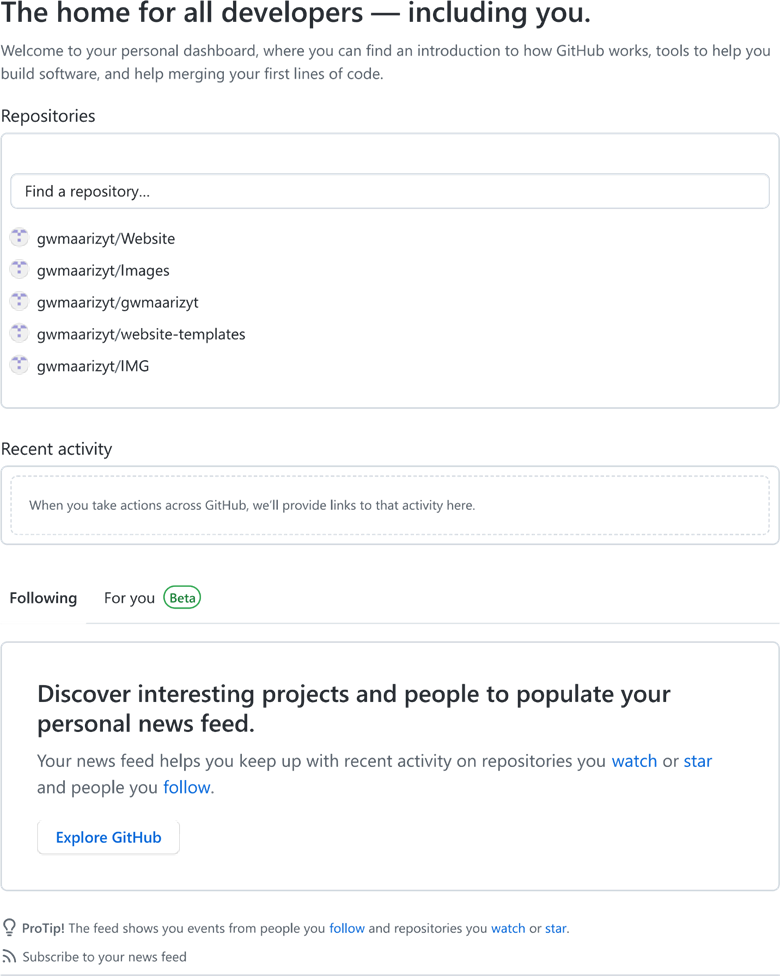 The home for all developers — including you.
Welcome to your personal dashboard, where you can find an introduction to how GitHub works, tools to help you
build software, and help merging your first lines of code.
Repositories
Find a repository...
gwmaarizyt/Website
gwmaarizyt/Images
gwmaarizyt/gwmaarizyt
gwmaarizyt/website-templates
gwmaarizyt/IMG
Recent activity
When you take actions across GitHub, we'll provide links to that activity here.
Following For you Beta
Discover interesting projects and people to populate your
personal news feed.
Your news feed helps you keep up with recent activity on repositories you watch or star
and people you follow.
Explore GitHub
ProTip! The feed shows you events from people you follow and repositories you watch or star.
Subscribe to your news feed